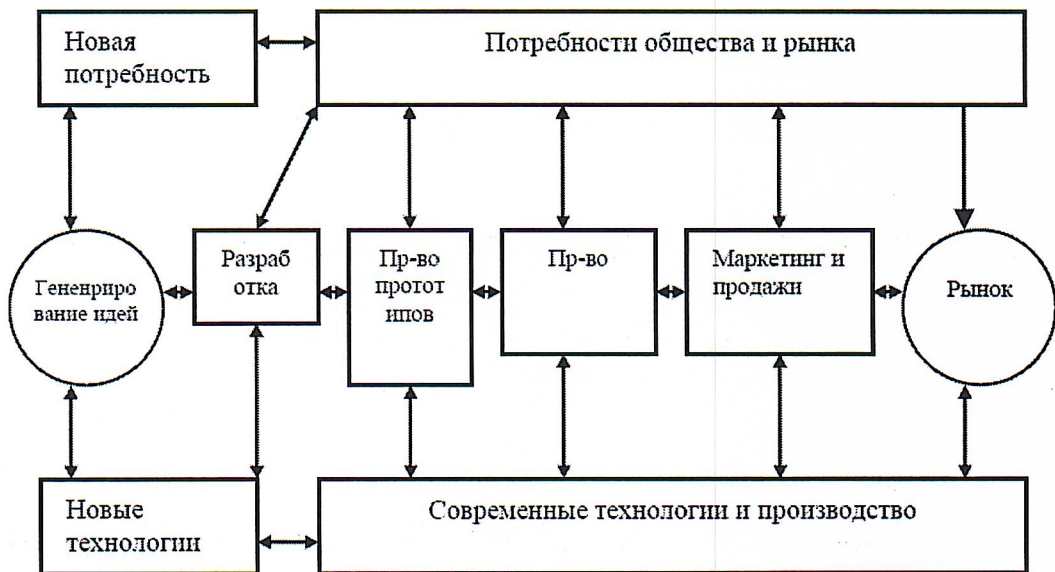 Новая
потребность
Потребности общества и рынка
Гененриро
вание идей
Разраб
отка
Пр-во
протот
ипов
Пр-во
Маркетинг и
продажи
Рынок
Новые
технологии
Современные технологии и производство